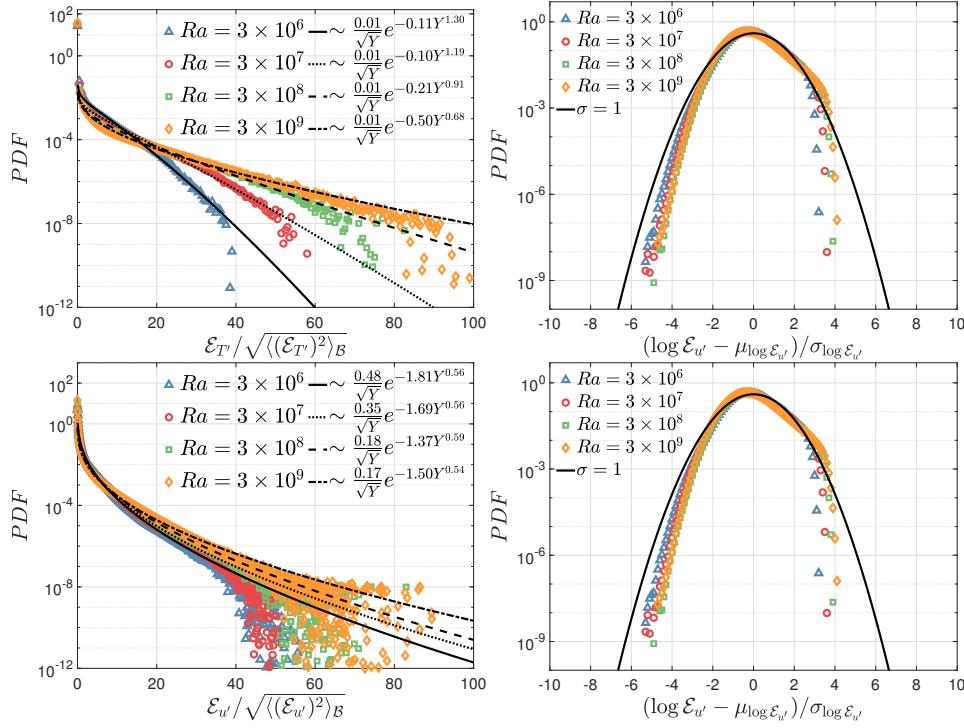 PDF
10^2
10^0
10^-4
10^-8
10^-12
0 20 40 60 80 100
Ra = 3 × 10^6 ∼ 0.01/√Y e^{-0.11Y^{1.30}}
Ra = 3 × 10^7 ∼ 0.01/√Y e^{-0.10Y^{1.19}}
Ra = 3 × 10^8 ∼ 0.01/√Y e^{-0.21Y^{0.91}}
Ra = 3 × 10^9 ∼ 0.01/√Y e^{-0.50Y^{0.68}}
ℰ_{T′}/√⟨(ℰ_{T′})^2⟩_ℬ
PDF
10^0
10^-3
10^-6
10^-9
-10 -8 -6 -4 -2 0 2 4 6 8 10
Ra = 3 × 10^6
Ra = 3 × 10^7
Ra = 3 × 10^8
Ra = 3 × 10^9
σ = 1
(log ℰ_{u′} − μ_{log ℰ_{u′}})/σ_{log ℰ_{u′}}
PDF
10^2
10^0
10^-4
10^-8
10^-12
0 20 40 60 80 100
Ra = 3 × 10^6 ∼ 0.48/√Y e^{-1.81Y^{0.56}}
Ra = 3 × 10^7 ∼ 0.35/√Y e^{-1.69Y^{0.56}}
Ra = 3 × 10^8 ∼ 0.18/√Y e^{-1.37Y^{0.59}}
Ra = 3 × 10^9 ∼ 0.17/√Y e^{-1.50Y^{0.54}}
ℰ_{u′}/√⟨(ℰ_{u′})^2⟩_ℬ
PDF
10^0
10^-3
10^-6
10^-9
-10 -8 -6 -4 -2 0 2 4 6 8 10
Ra = 3 × 10^6
Ra = 3 × 10^7
Ra = 3 × 10^8
Ra = 3 × 10^9
σ = 1
(log ℰ_{u′} − μ_{log ℰ_{u′}})/σ_{log ℰ_{u′}}